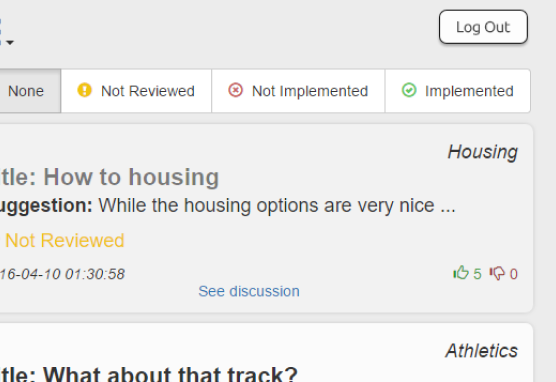 Log Out
None Not Reviewed Not Implemented Implemented
Housing
tle: How to housing
uggestion: While the housing options are very nice ...
Not Reviewed
16-04-10 01:30:58
5 0
See discussion
Athletics
tle: What about that track?